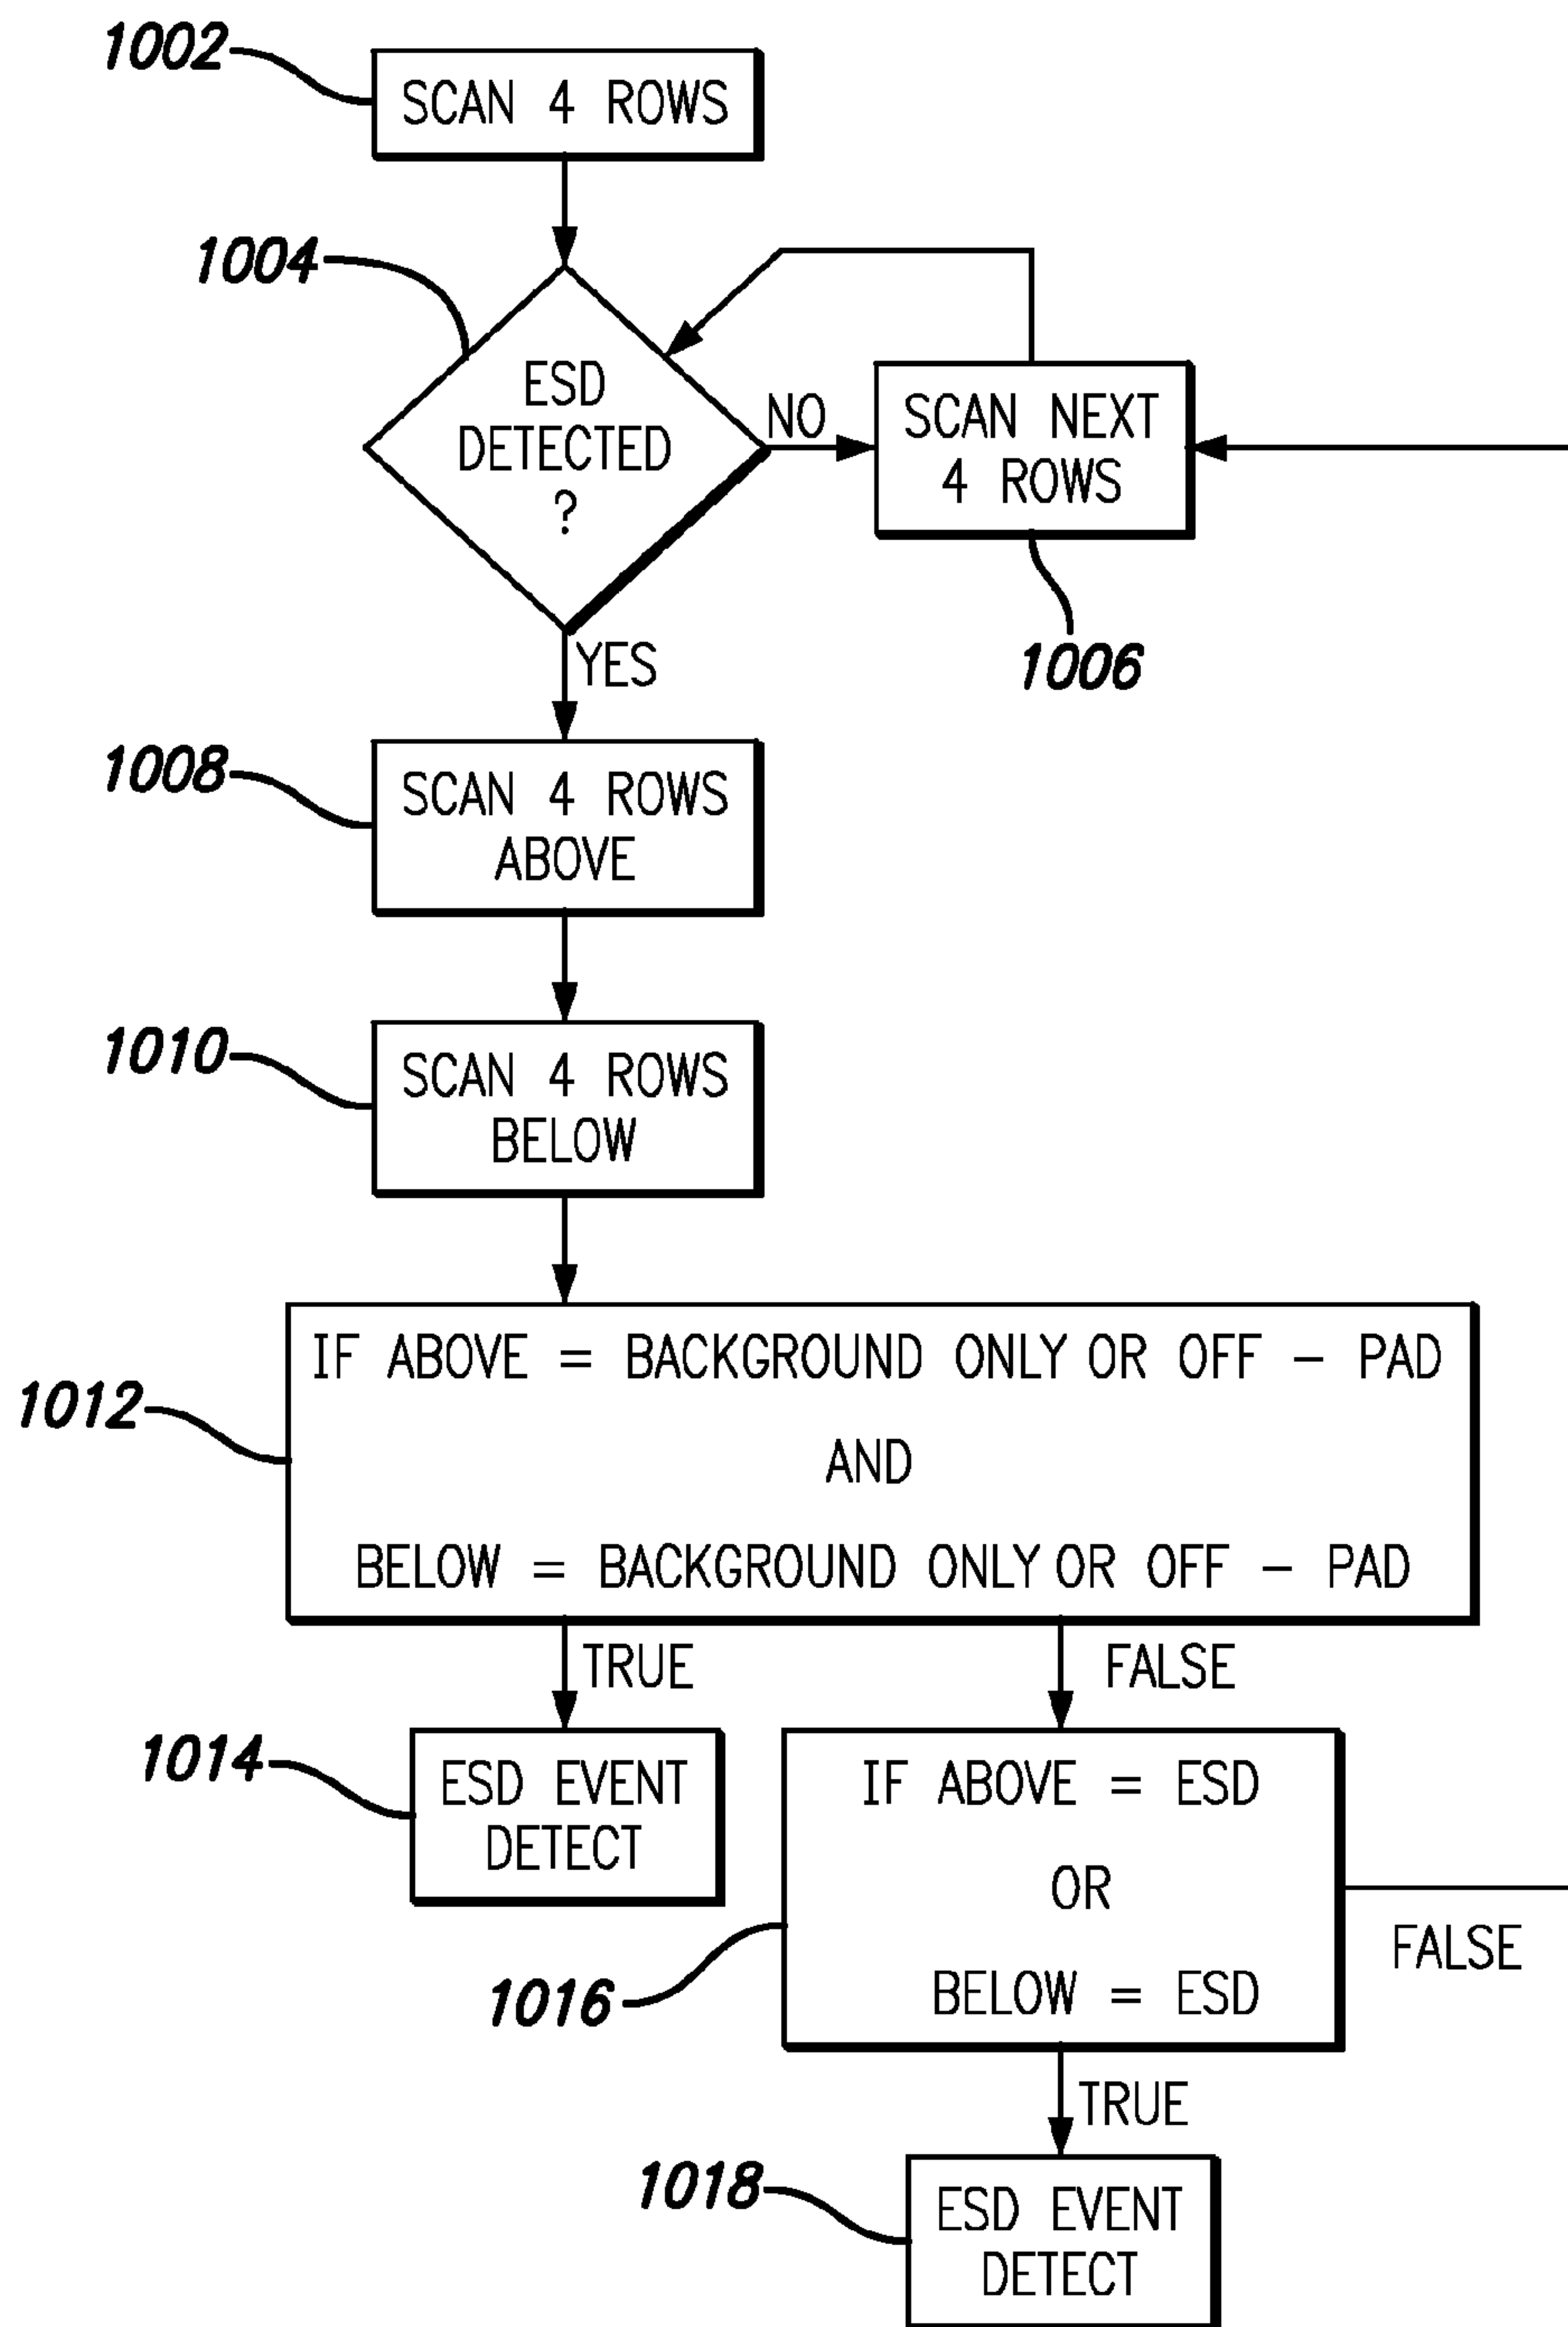 1002
SCAN 4 ROWS
1004
ESD
DETECTED
?
NO
SCAN NEXT
4 ROWS
1006
YES
1008
SCAN 4 ROWS
ABOVE
1010
SCAN 4 ROWS
BELOW
1012
IF ABOVE = BACKGROUND ONLY OR OFF - PAD
AND
BELOW = BACKGROUND ONLY OR OFF - PAD
TRUE
FALSE
1014
ESD EVENT
DETECT
IF ABOVE = ESD
OR
BELOW = ESD
1016
FALSE
TRUE
1018
ESD EVENT
DETECT